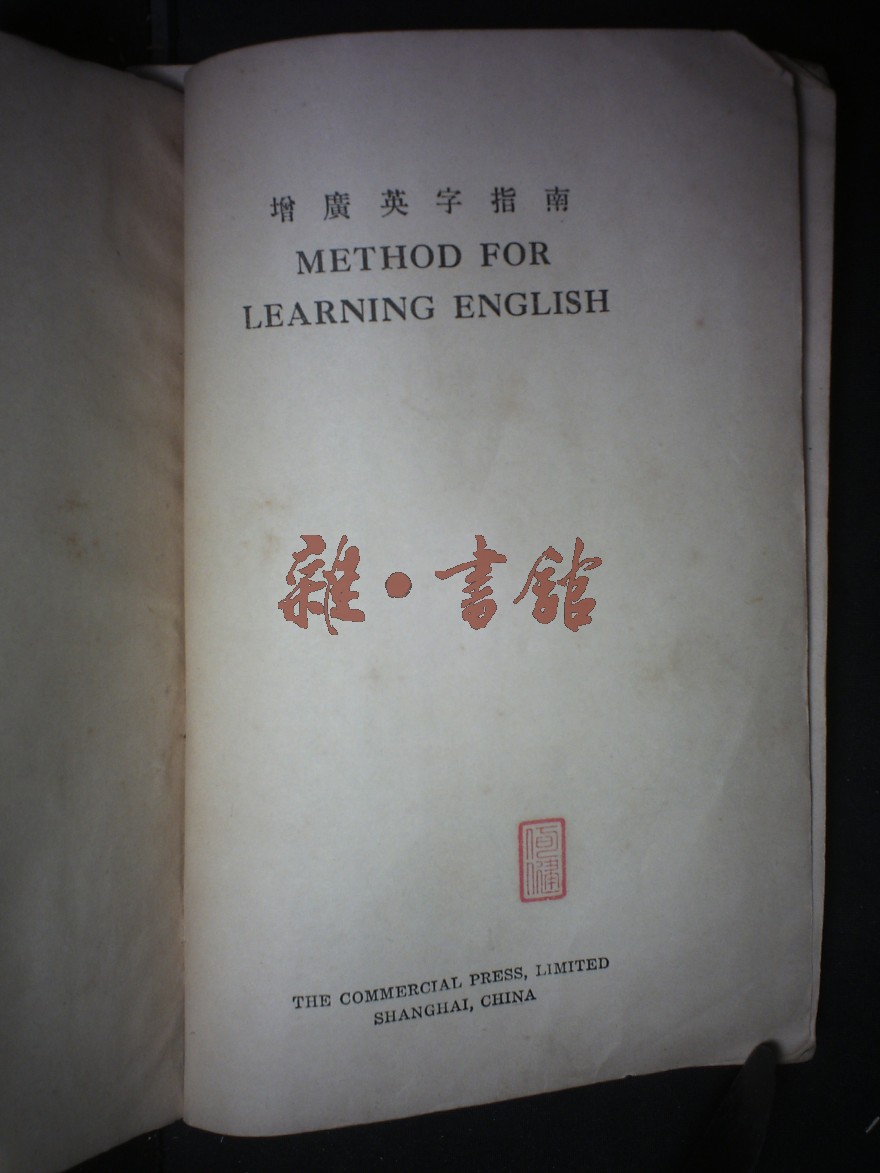 增廣英字指南
METHOD FOR
LEARNING ENGLISH
雜·書館
THE COMMERCIAL PRESS, LIMITED
SHANGHAI, CHINA